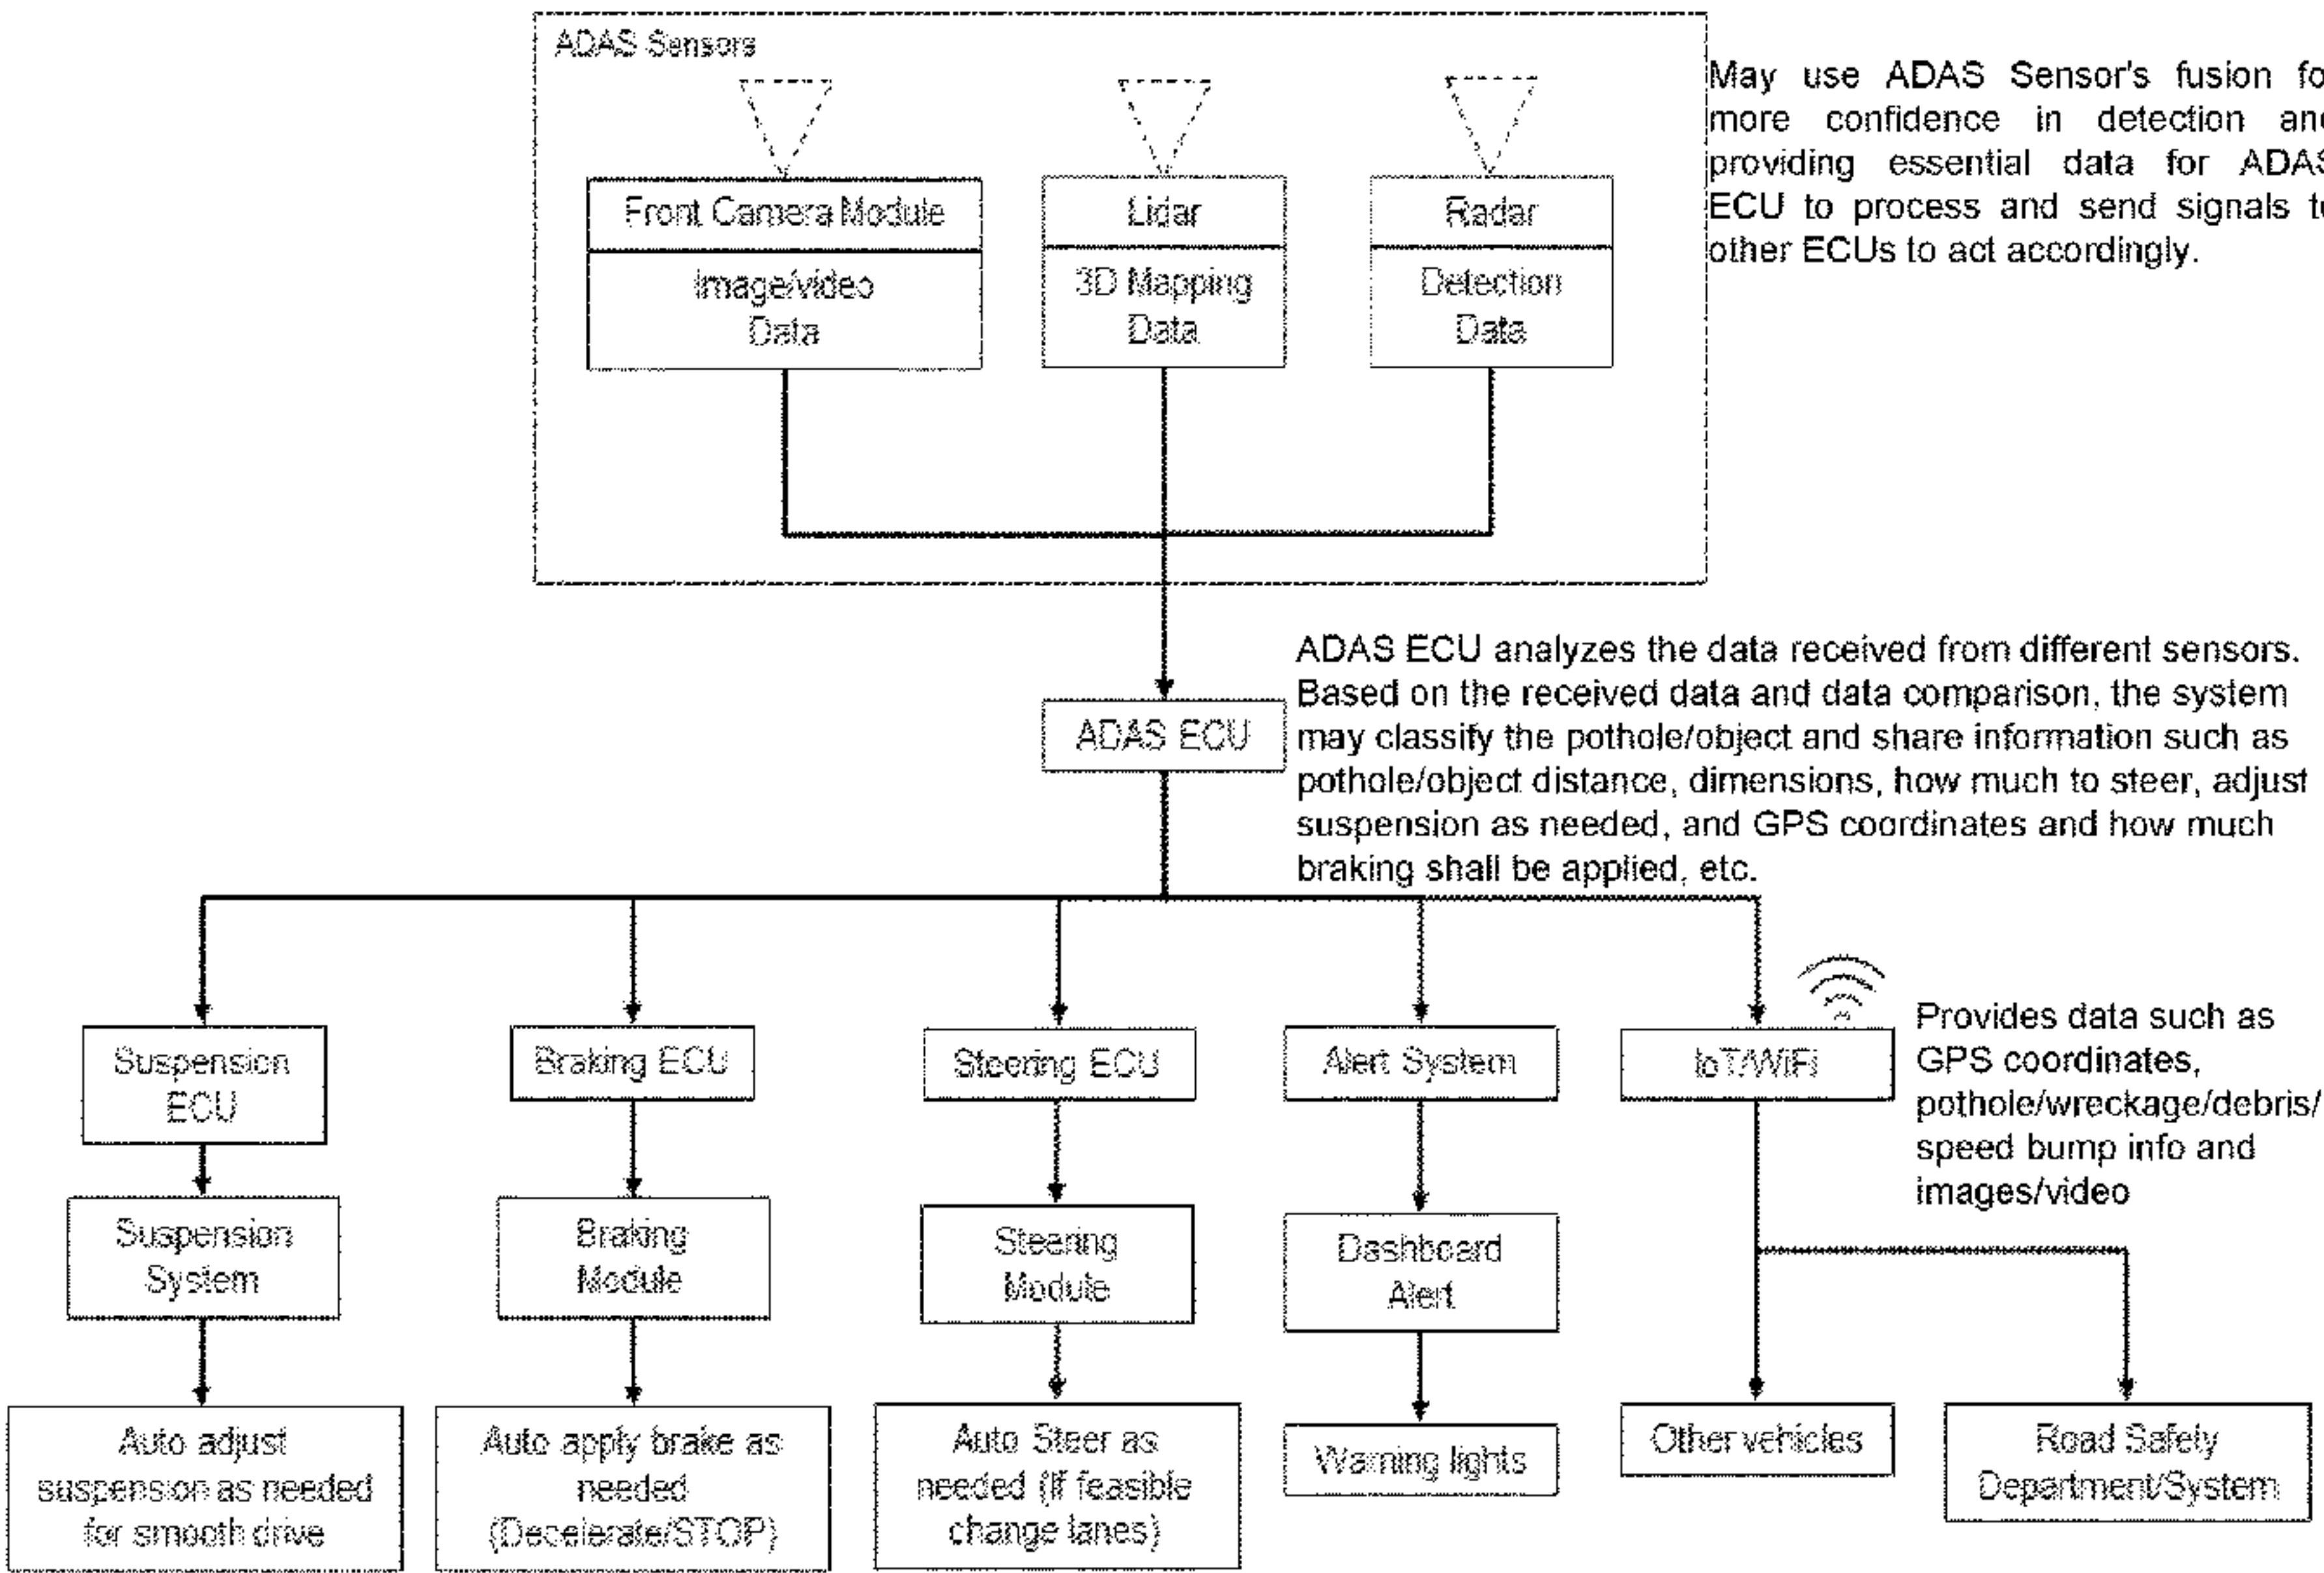 ADAS Sensors
May use ADAS Sensor's fusion fo
more confidence in detection and
providing essential data for ADAS
ECU to process and send signals to
other ECUs to act accordingly.
Front Camera Module
Image/video
Data
Lidar
3D Mapping
Data
Radar
Detection
Data
ADAS ECU
ADAS ECU analyzes the data received from different sensors.
Based on the received data and data comparison, the system
may classify the pothole/object and share information such as
pothole/object distance, dimensions, how much to steer, adjust
suspension as needed, and GPS coordinates and how much
braking shall be applied, etc.
Suspension
ECU
Braking ECU
Steering ECU
Alert System
IoT/WiFi
Provides data such as
GPS coordinates,
pothole/wreckage/debris/
speed bump info and
images/video
Suspension
System
Braking
Module
Steering
Module
Dashboard
Alert
Auto adjust
suspension as needed
for smooth drive
Auto apply brake as
needed
(Decelerate/STOP)
Auto Steer as
needed (If feasible
change lanes)
Warning lights
Other vehicles
Road Safety
Department/System